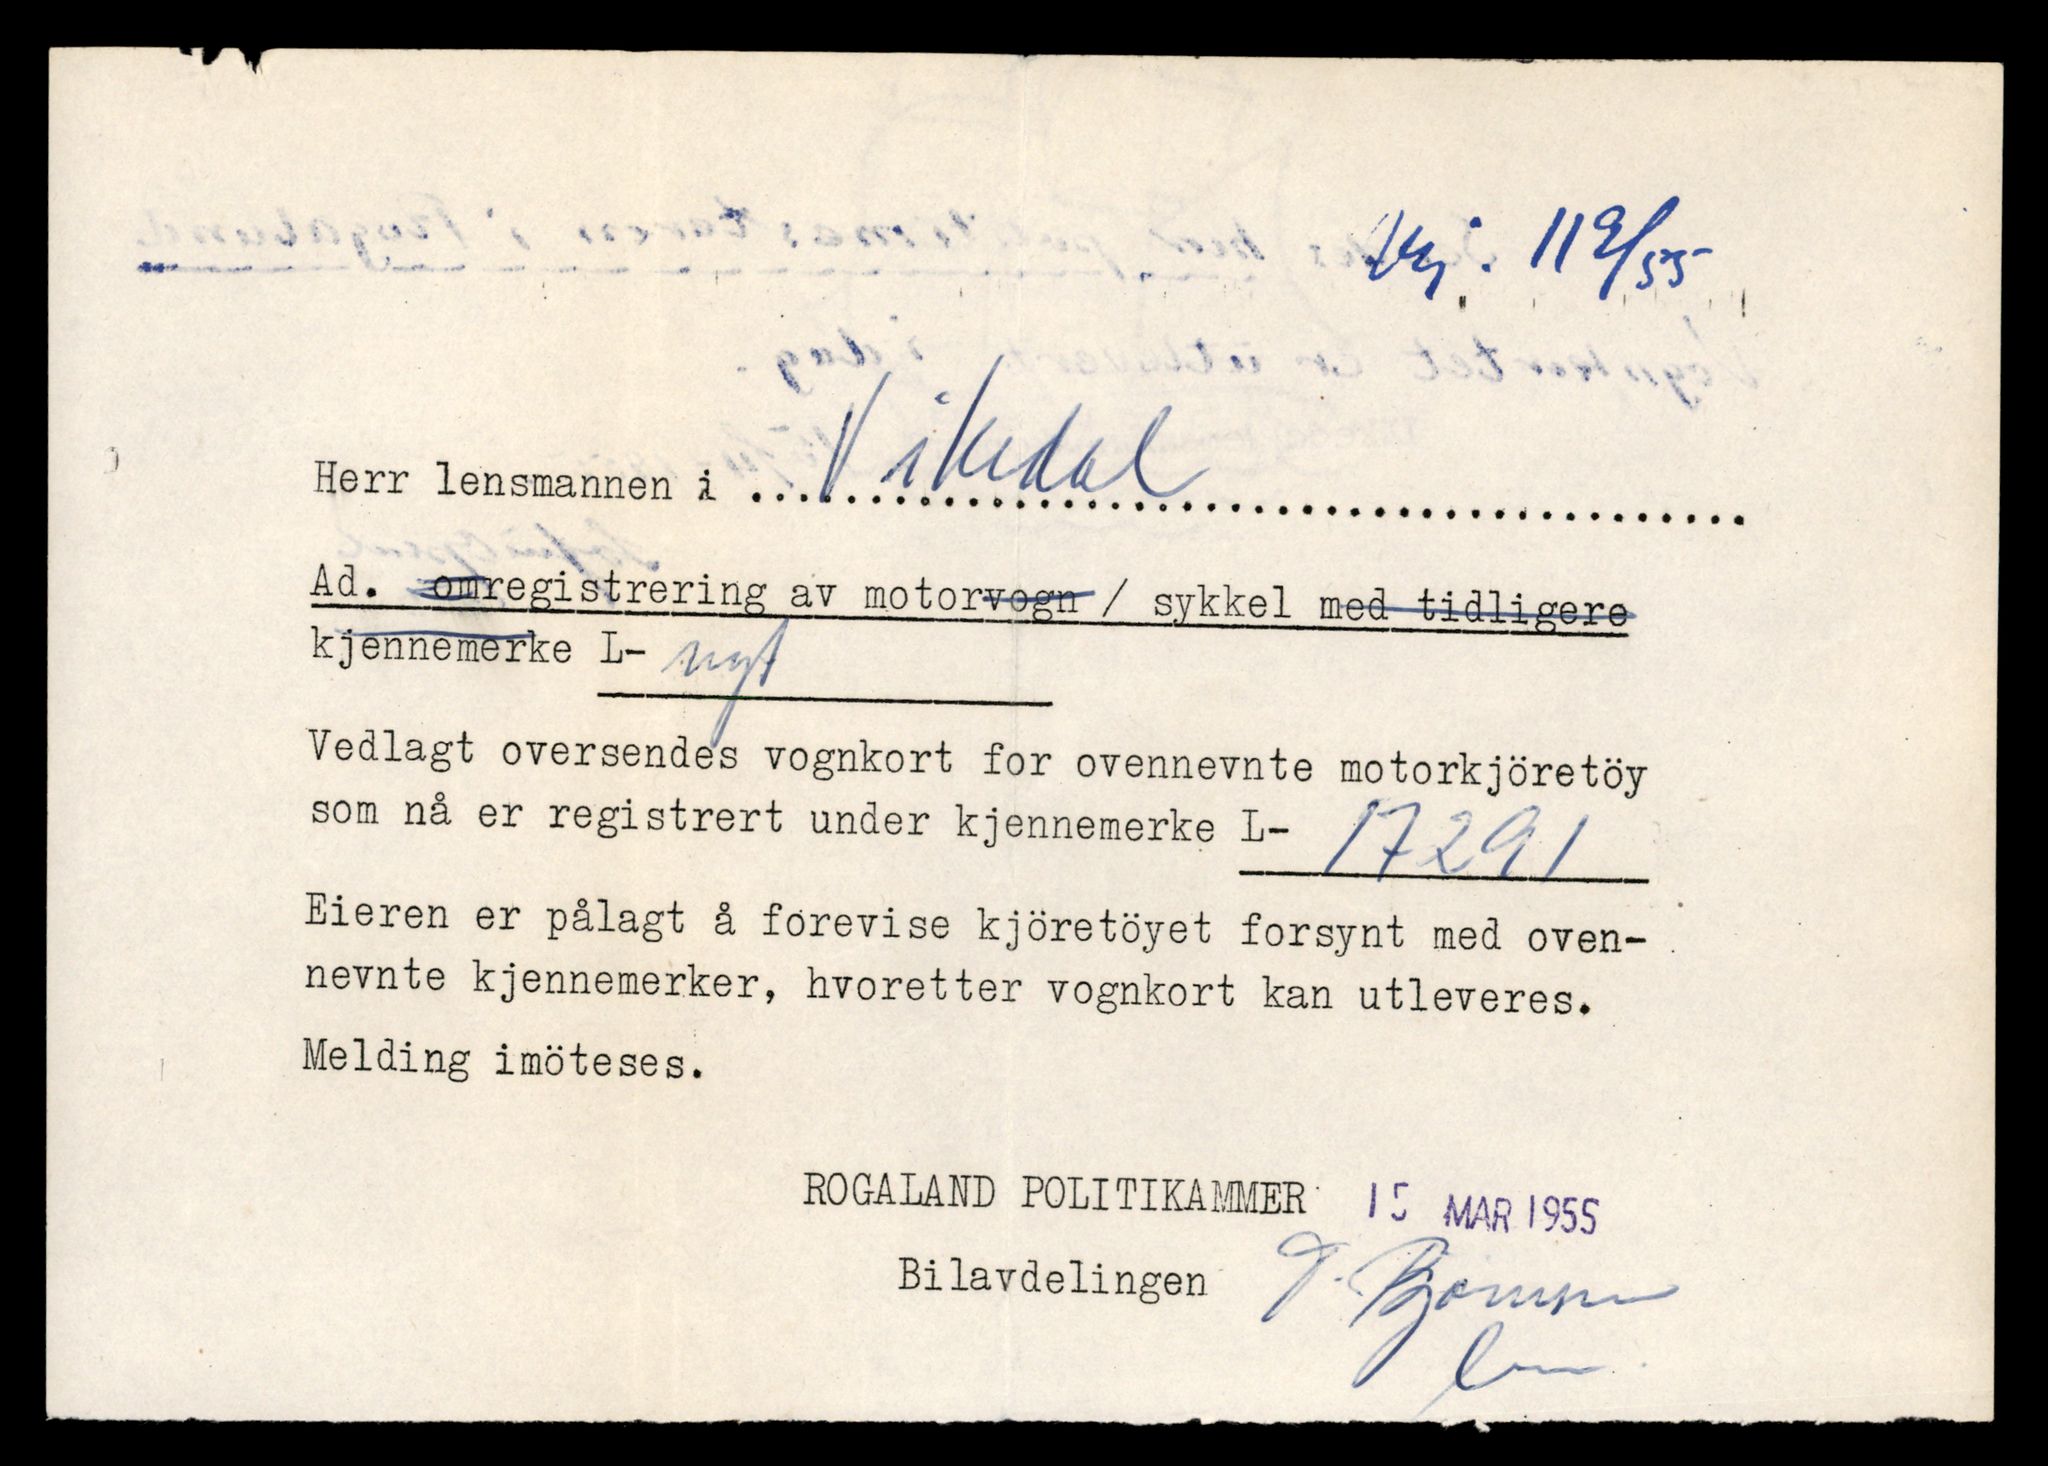 119/55
Herr lensmannen i Vikedal
Ad. omregistrering av motorvogn / sykkel med tidligere
kjennemerke L- nytt
Vedlagt oversendes vognkort for ovennevnte motorkjöretöy
som nå er registrert under kjennemerke L- 17291
Eieren er pålagt å forevise kjöretöyet forsynt med oven-
nevnte kjennemerker, hvoretter vognkort kan utleveres.
Melding imöteses.
ROGALAND POLITIKAMMER 15 MAR 1955
Bilavdelingen